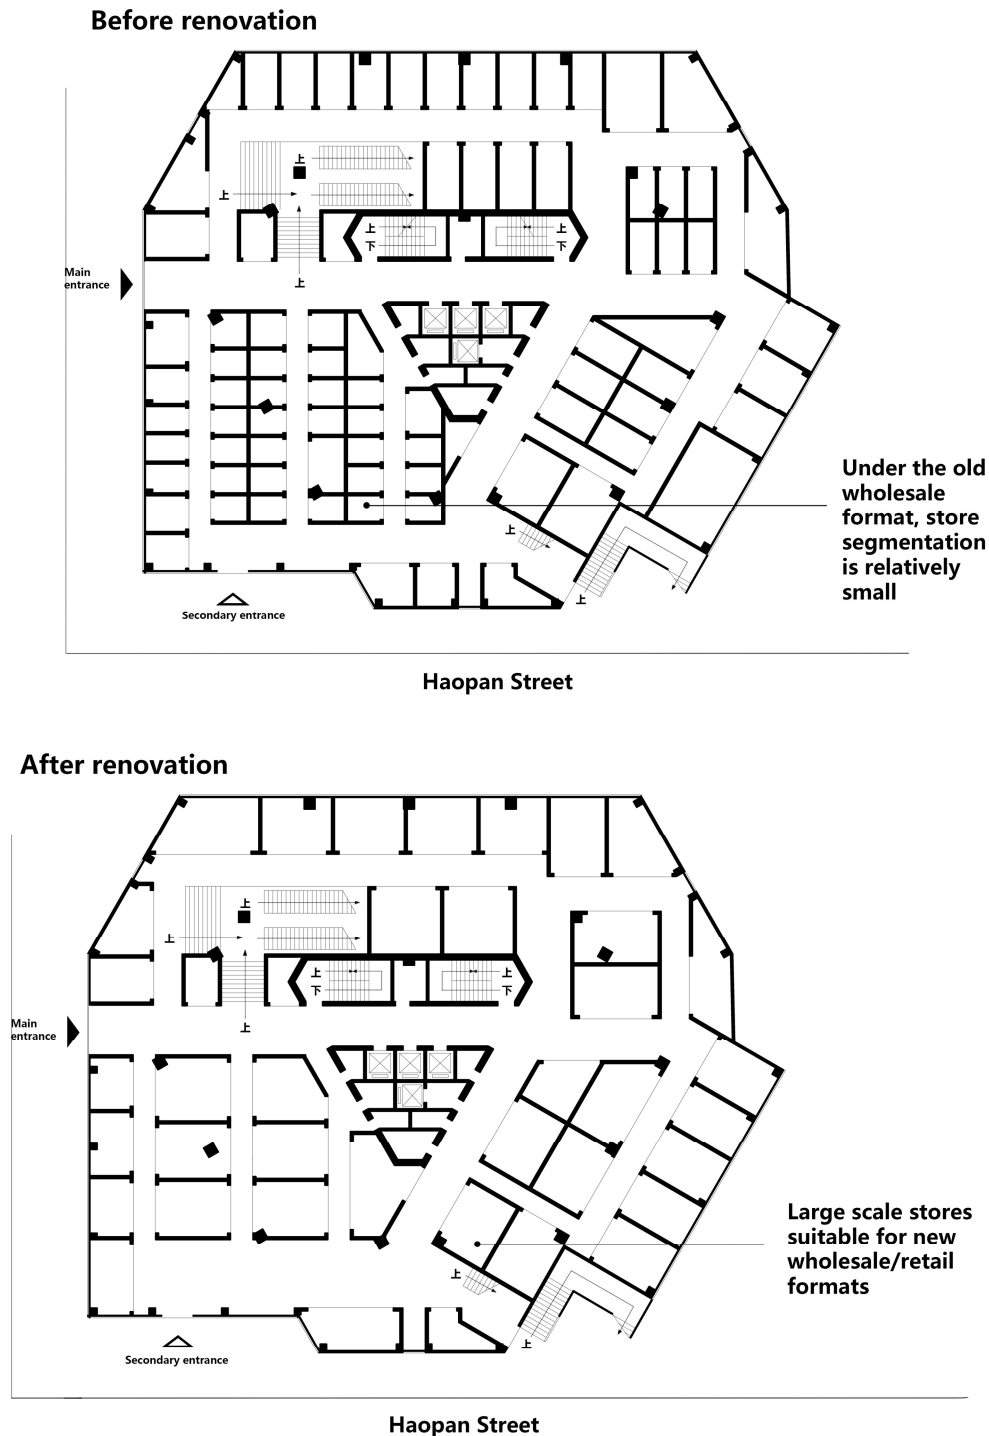 Before renovation
上
上
上
下
上
下
上
Main
entrance
上
上
Secondary entrance
Under the old
wholesale
format, store
segmentation
is relatively
small
Haopan Street
After renovation
上
上
上
下
上
下
上
Main
entrance
上
上
Secondary entrance
Large scale stores
suitable for new
wholesale/retail
formats
Haopan Street